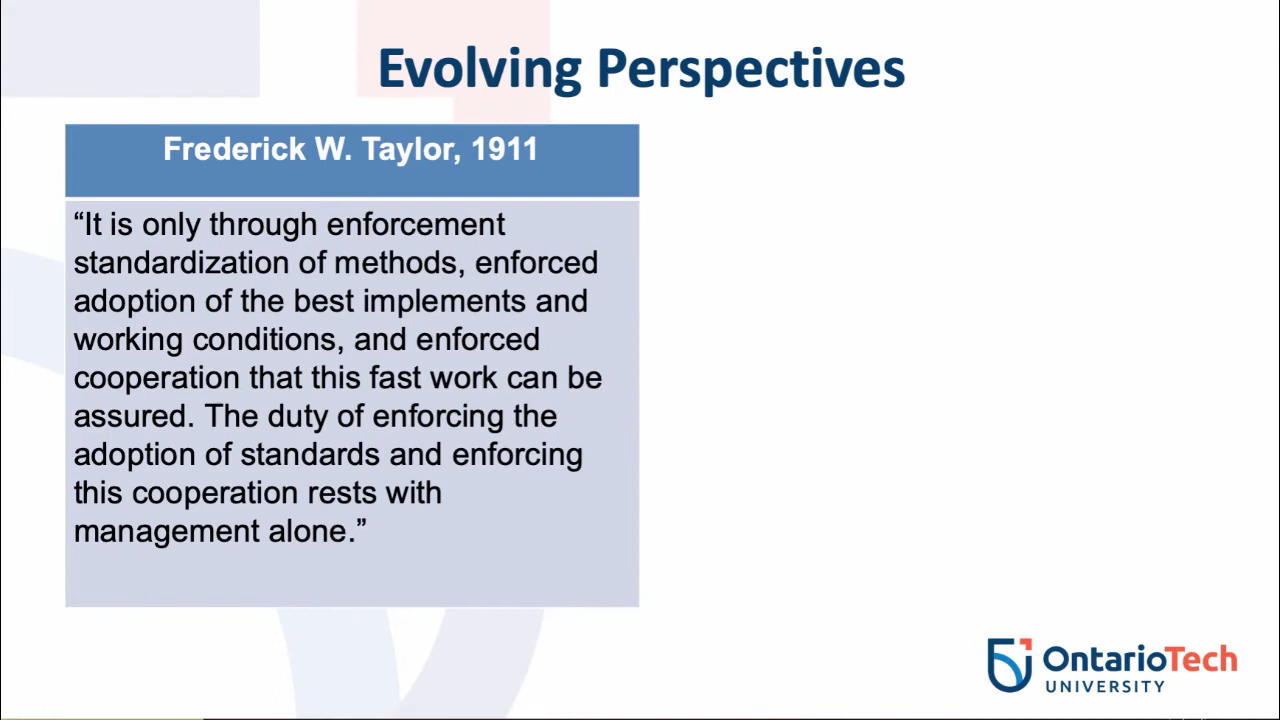 Evolving Perspectives
Frederick W. Taylor, 1911
“It is only through enforcement
standardization of methods, enforced
adoption of the best implements and
working conditions, and enforced
cooperation that this fast work can be
assured. The duty of enforcing the
adoption of standards and enforcing
this cooperation rests with
management alone.”
OntarioTech
UNIVERSITY